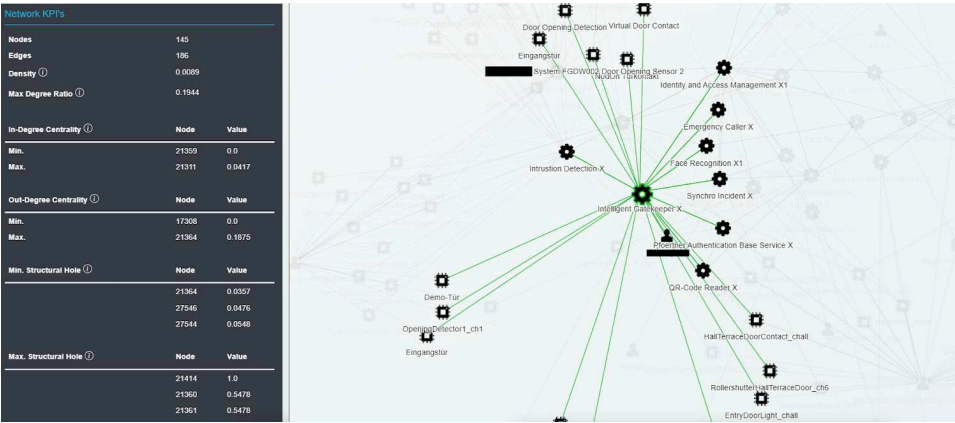 Network KPI's
Nodes 145
Edges 186
Density 0.0089
Max Degree Ratio 0.1944
In-Degree Centrality Node Value
Min. 21359 0.0
Max. 21311 0.0417
Out-Degree Centrality Node Value
Min. 17308 0.0
Max. 21364 0.1875
Min. Structural Hole Node Value
21364 0.0357
27546 0.0476
27544 0.0548
Max. Structural Hole Node Value
21414 1.0
21360 0.5478
21361 0.5478
Door Opening Detection
Virtual Door Contact
Eingangstür
System FGDW002 Door Opening Sensor 2
NodOn Türkontakt
Identity and Access Management X1
Emergency Caller X
Face Recognition X1
Intrustion Detection X
Synchro Incident X
Intelligent Gatekeeper X
Pfoertner Authentication Base Service X
QR-Code Reader X
Demo-Tür
OpeningDetector1_ch1
Eingangstür
HallTerraceDoorContact_chall
RollershutterHallTerraceDoor_ch6
EntryDoorLight_chall